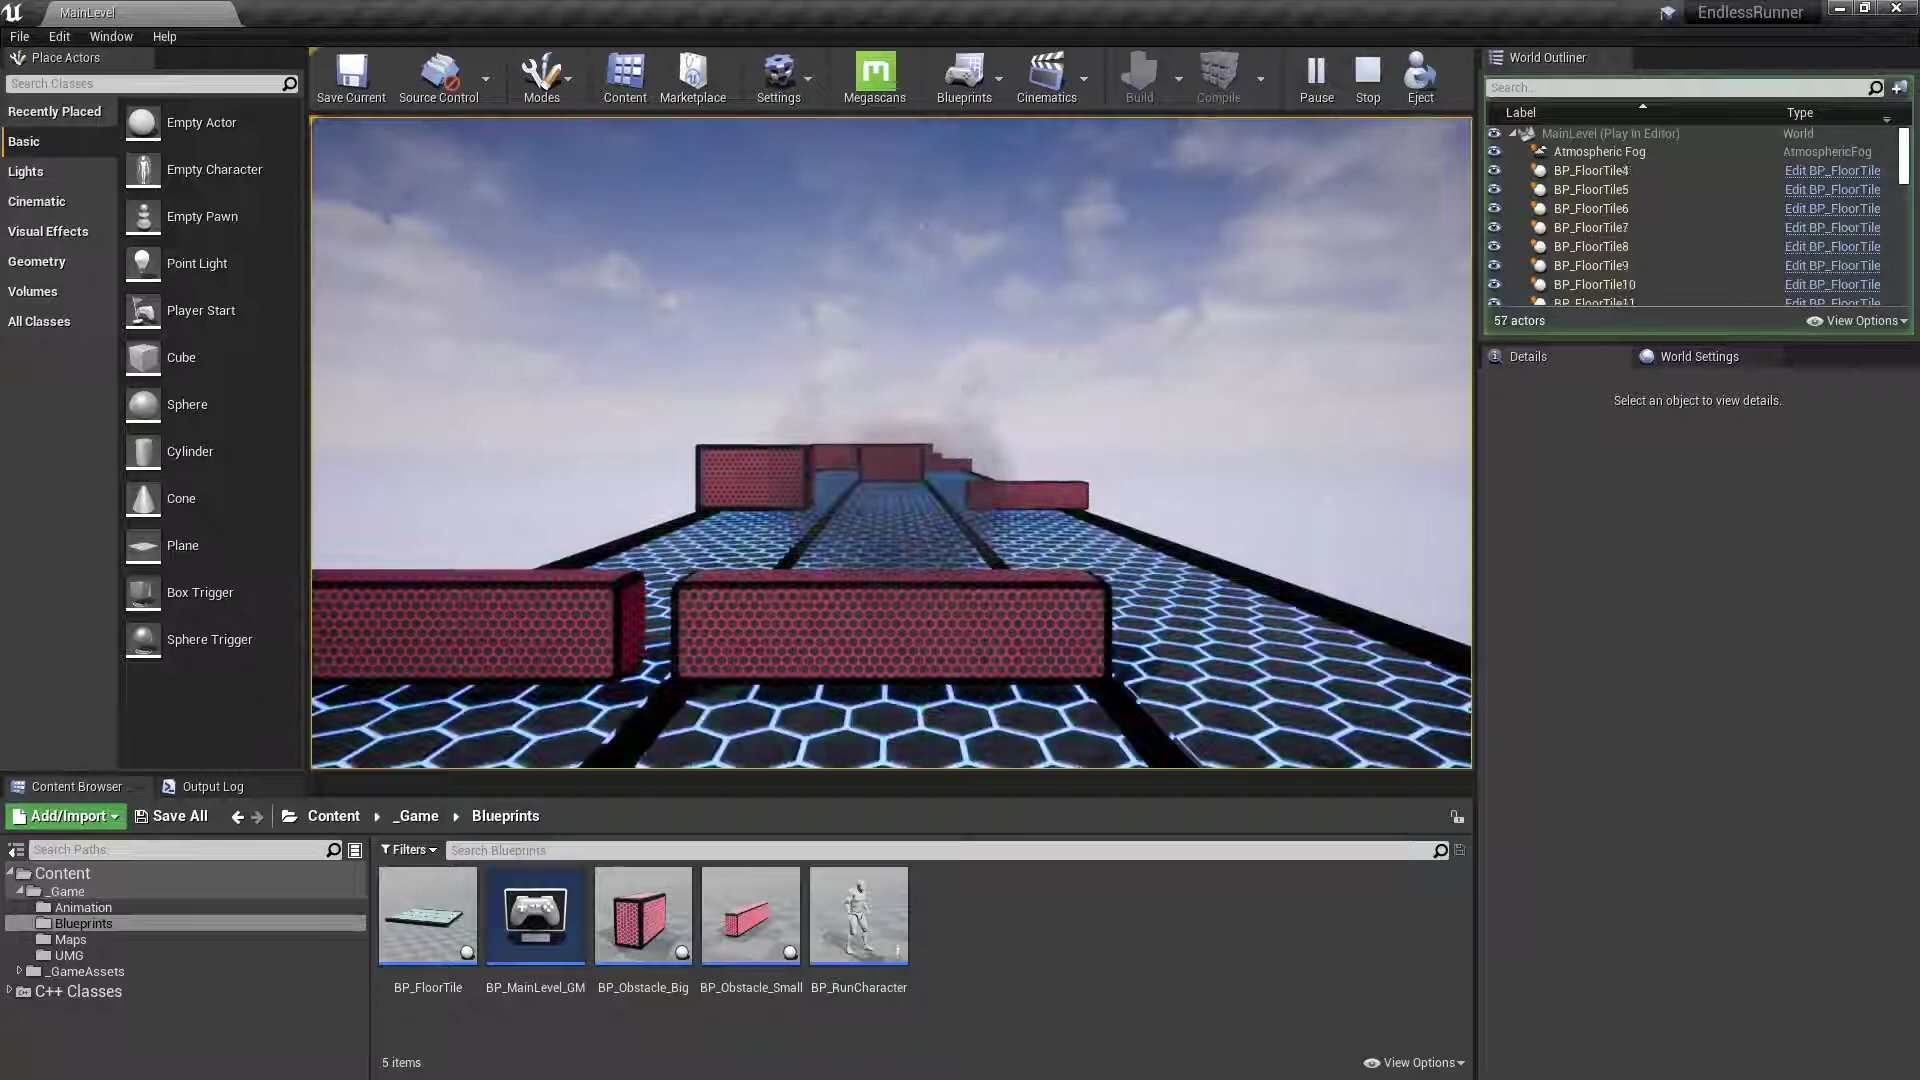 MainLevel
EndlessRunner
File Edit Window Help
Place Actors
Search Classes
Recently Placed
Basic
Lights
Cinematic
Visual Effects
Geometry
Volumes
All Classes
Empty Actor
Empty Character
Empty Pawn
Point Light
Player Start
Cube
Sphere
Cylinder
Cone
Plane
Box Trigger
Sphere Trigger
Save Current Source Control Modes Content Marketplace Settings Megascans Blueprints Cinematics Build Compile Pause Stop Eject
World Outliner
Search...
Label Type
MainLevel (Play In Editor) World
Atmospheric Fog AtmosphericFog
BP_FloorTile4 Edit BP_FloorTile
BP_FloorTile5 Edit BP_FloorTile
BP_FloorTile6 Edit BP_FloorTile
BP_FloorTile7 Edit BP_FloorTile
BP_FloorTile8 Edit BP_FloorTile
BP_FloorTile9 Edit BP_FloorTile
BP_FloorTile10 Edit BP_FloorTile
BP_FloorTile11 Edit BP_FloorTile
57 actors View Options
Details World Settings
Select an object to view details.
Content Browser Output Log
Add/Import Save All Content _Game Blueprints
Search Paths
Content
_Game
Animation
Blueprints
Maps
UMG
_GameAssets
C++ Classes
Filters Search Blueprints
BP_FloorTile BP_MainLevel_GM BP_Obstacle_Big BP_Obstacle_Small BP_RunCharacter
5 items View Options